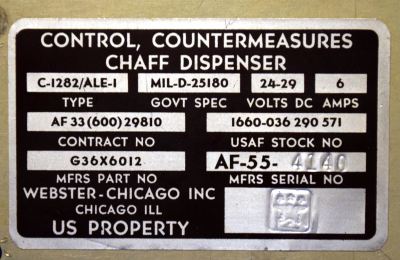 CONTROL, COUNTERMEASURES
CHAFF DISPENSER
C-1282/ALE-1 MIL-D-25180 24-29 6
TYPE GOVT SPEC VOLTS DC AMPS
AF 33(600)29810 1660-036 290 571
CONTRACT NO USAF STOCK NO
G36X6012 AF-55- 4140
MFRS PART NO MFRS SERIAL NO
WEBSTER-CHICAGO INC
CHICAGO ILL
US PROPERTY